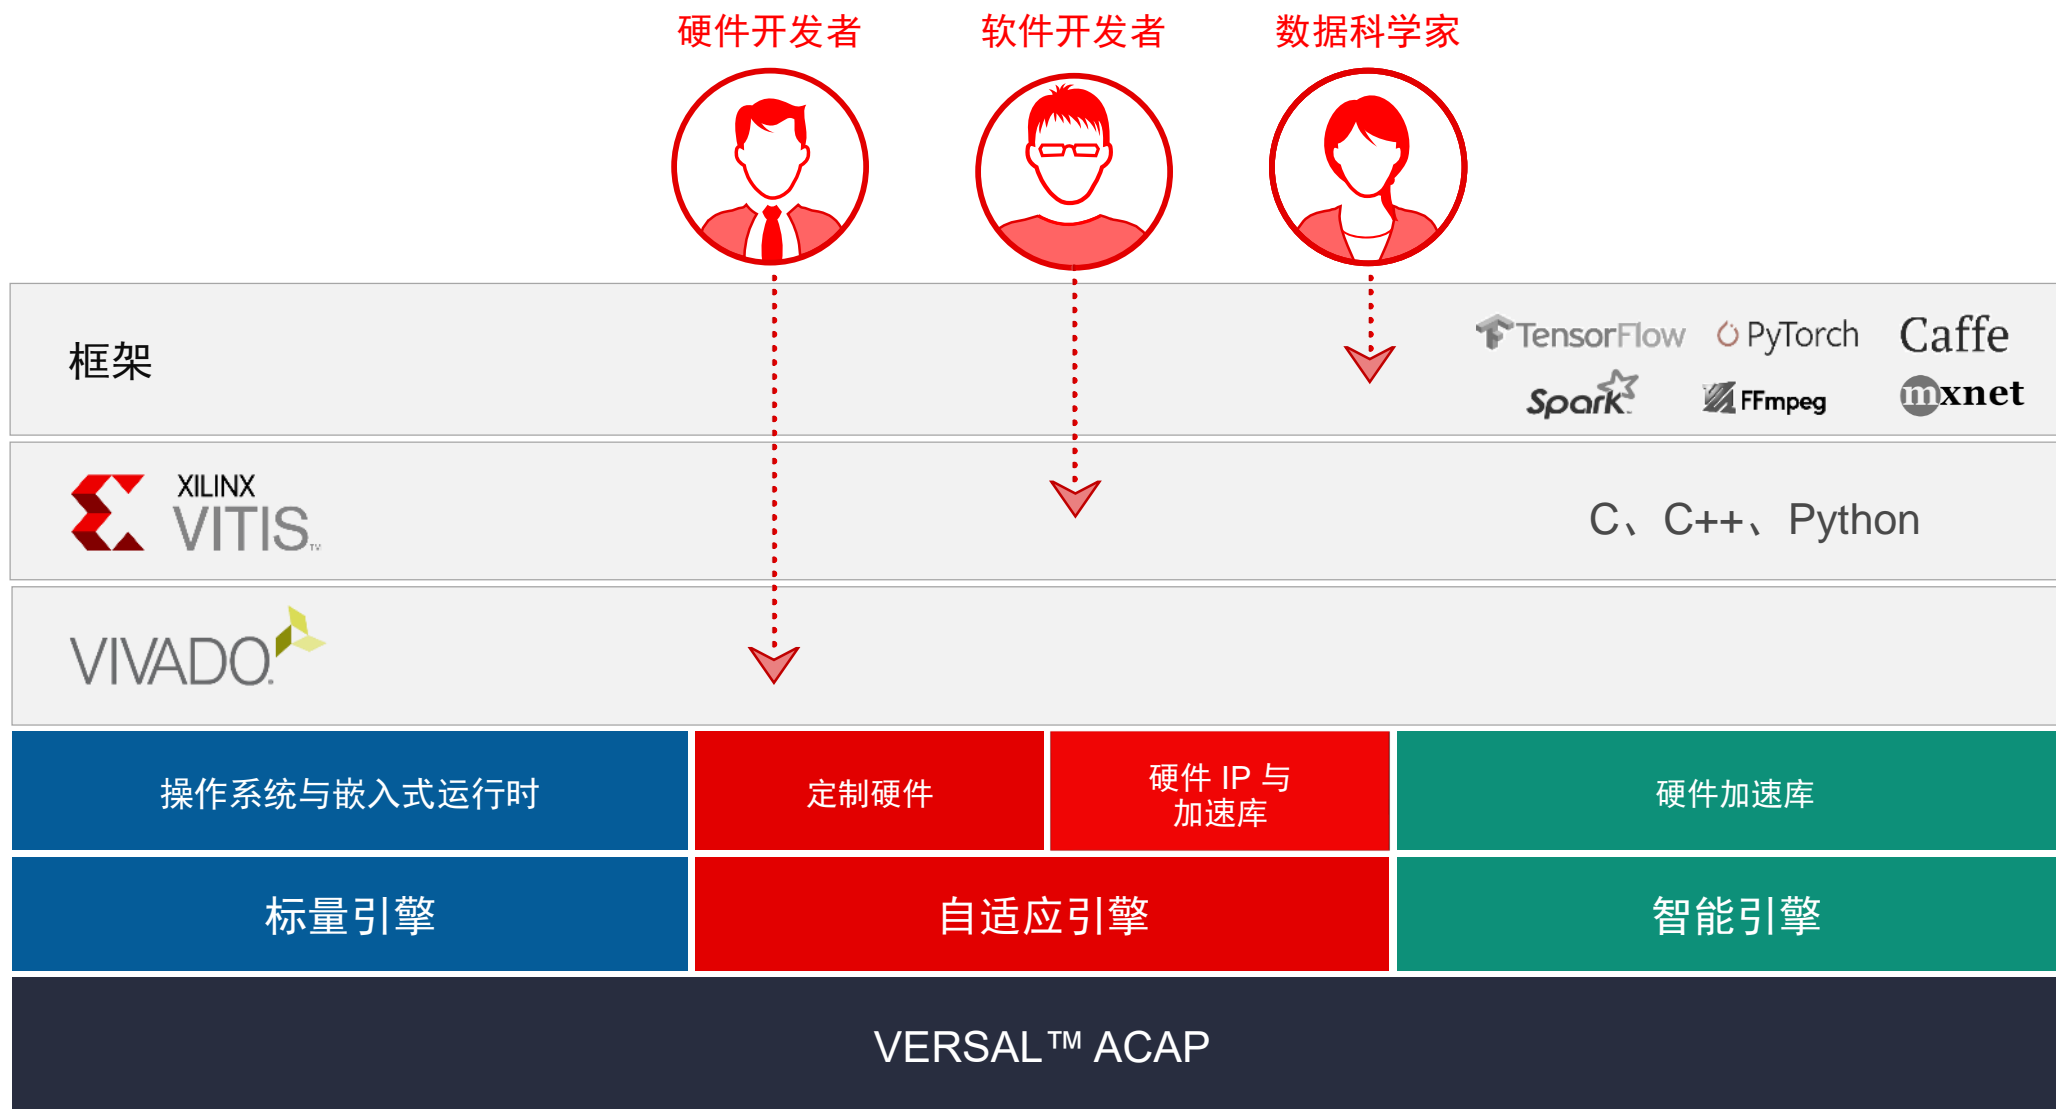 硬件开发者
软件开发者
数据科学家
框架
TensorFlow
PyTorch
Caffe
Spark™
FFmpeg
mxnet
XILINX
VITIS™
C、C++、Python
VIVADO
操作系统与嵌入式运行时
定制硬件
硬件 IP 与
加速库
硬件加速库
标量引擎
自适应引擎
智能引擎
VERSAL™ ACAP